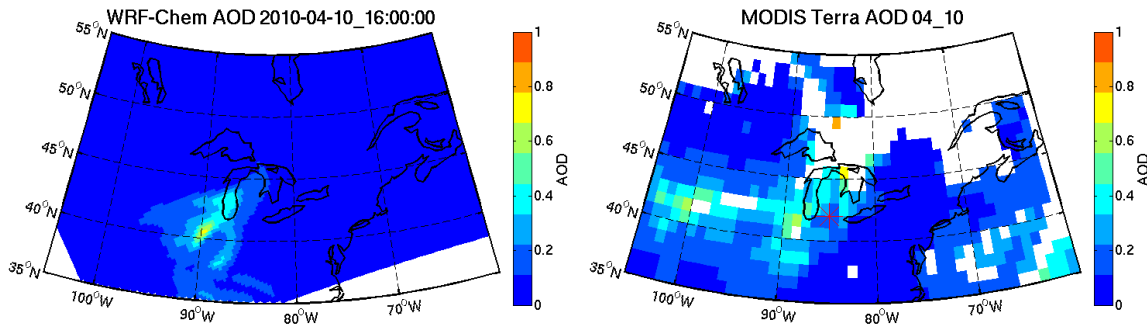 WRF-Chem AOD 2010-04-10_16:00:00
55°N
50°N
45°N
40°N
35°N
100°W
90°W
80°W
70°W
1
0.8
0.6
0.4
0.2
0
AOD
MODIS Terra AOD 04_10
55°N
50°N
45°N
40°N
35°N
100°W
90°W
80°W
70°W
1
0.8
0.6
0.4
0.2
0
AOD